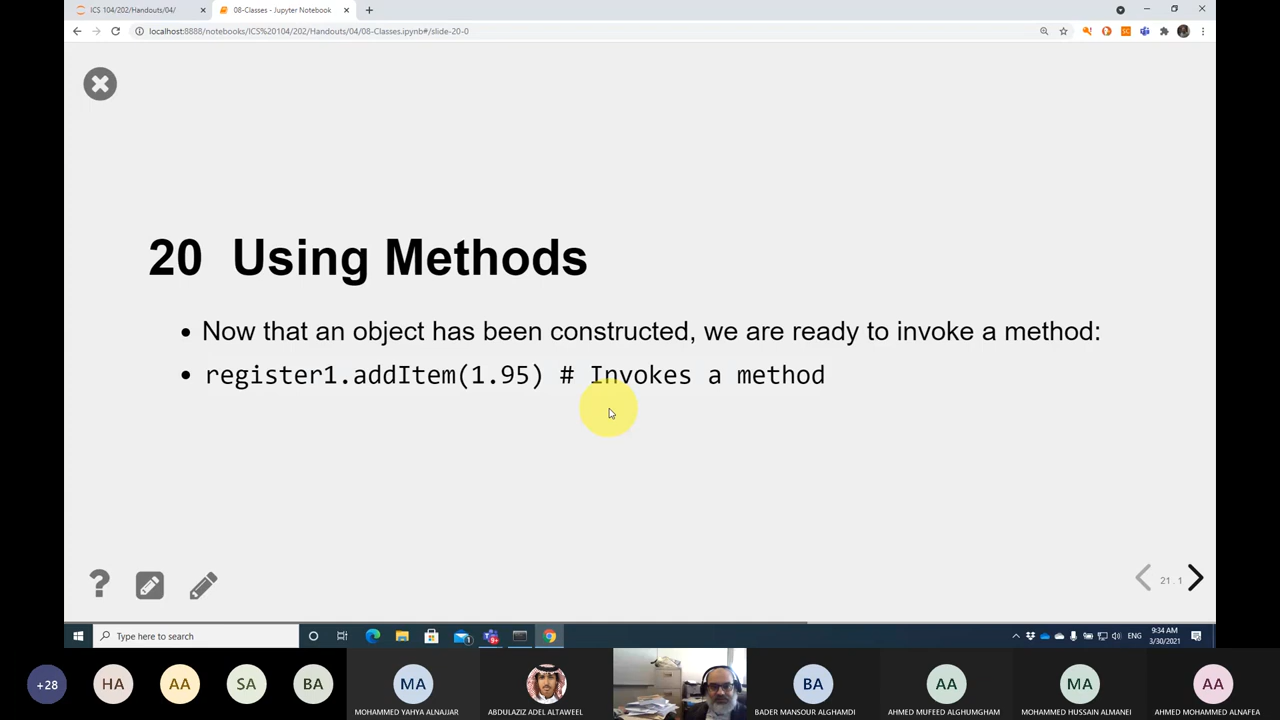 ICS 104/202/Handouts/04/
08-Classes - Jupyter Notebook
localhost:8888/notebooks/ICS%20104/202/Handouts/04/08-Classes.ipynb#/slide-20-0
20 Using Methods
Now that an object has been constructed, we are ready to invoke a method:
register1.addItem(1.95) # Invokes a method
21.1
Type here to search
ENG
9:34 AM
3/30/2021
+28
HA
AA
SA
BA
MA
MOHAMMED YAHYA ALNAJJAR
ABDULAZIZ ADEL ALTAWEEL
BA
BADER MANSOUR ALGHAMDI
AA
AHMED MUFEED ALGHUMGHAM
MA
MOHAMMED HUSSAIN ALMANEI
AA
AHMED MOHAMMED ALNAFEA